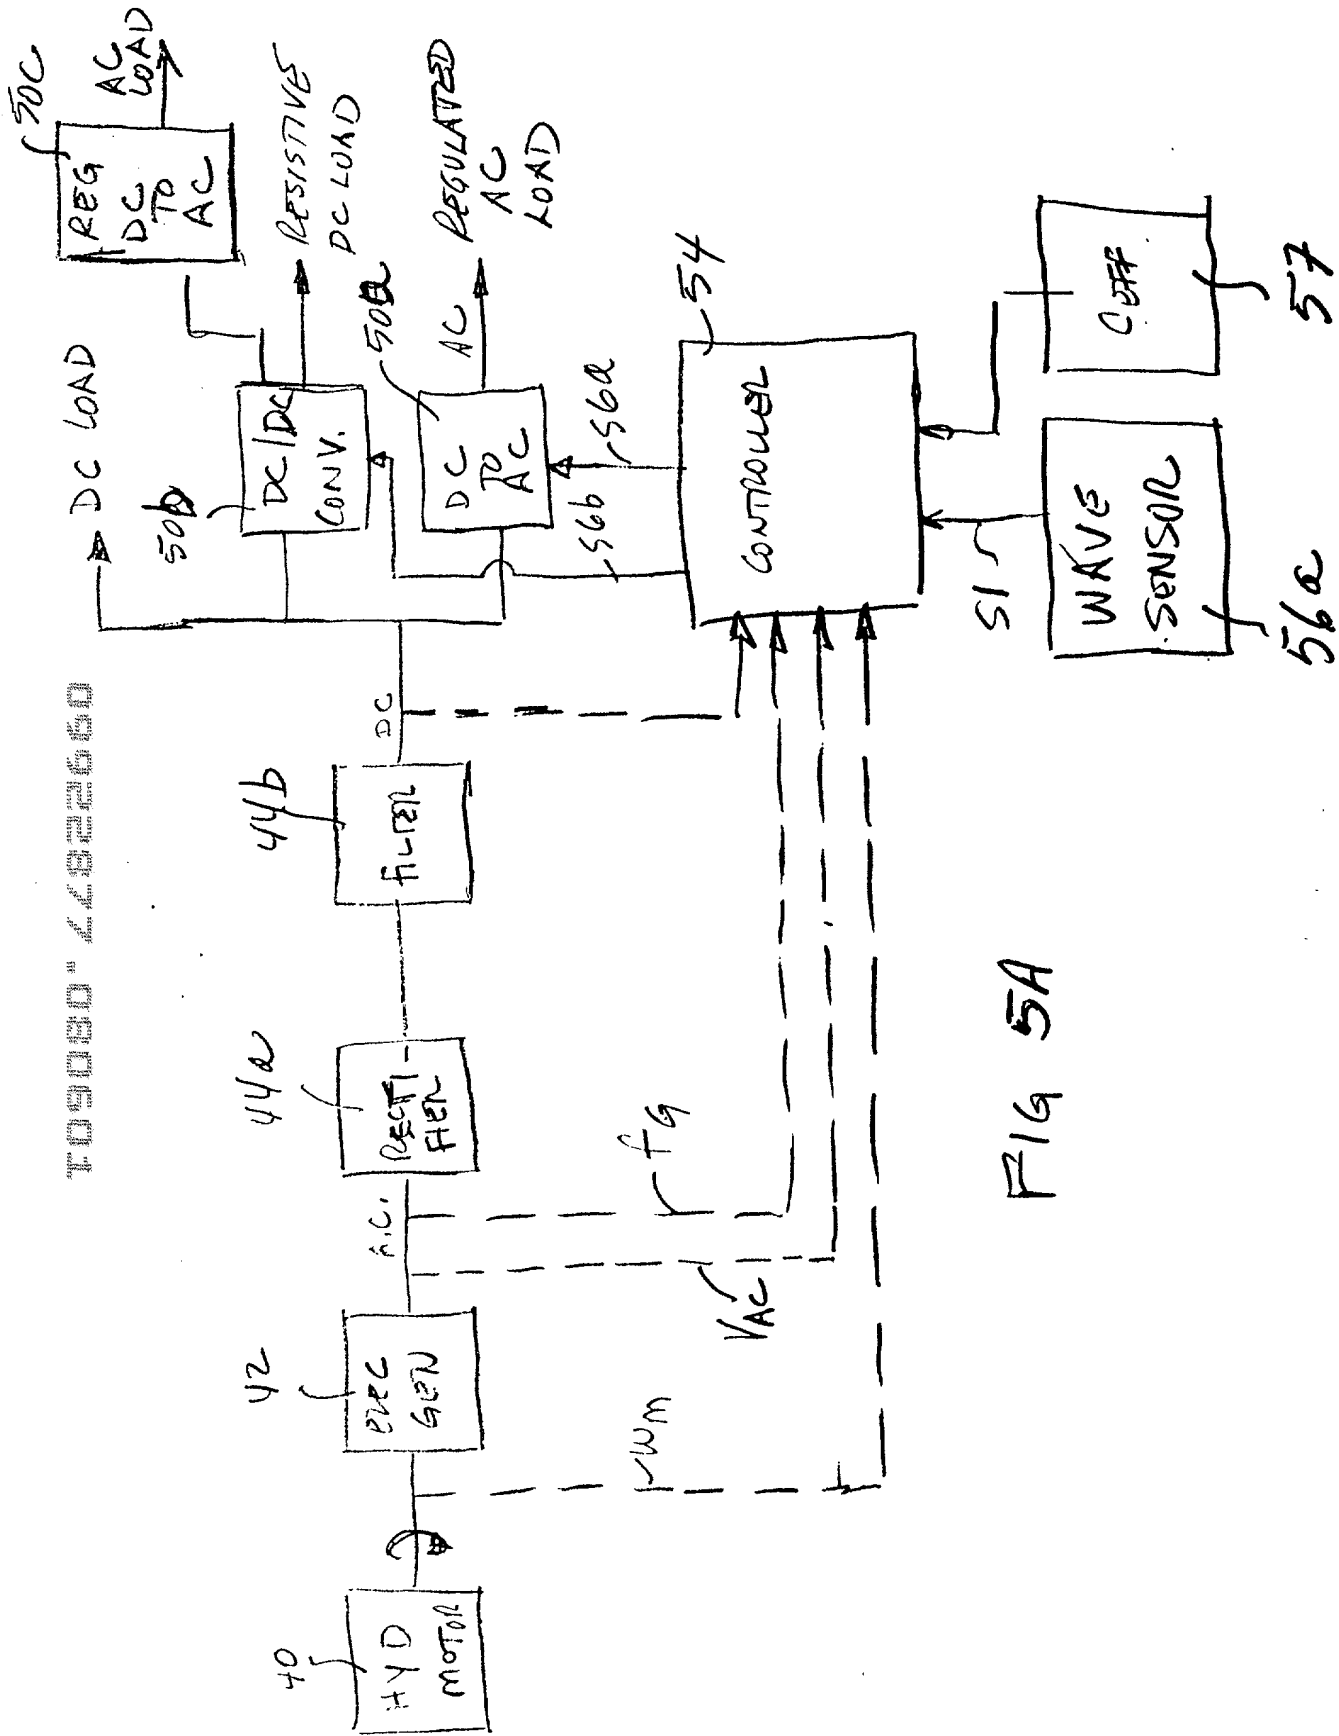 50C
REG
DC
TO
AC
AC
LOAD
DC LOAD
50b
DC/DC
CONV.
RESISTIVE
DC LOAD
50a
DC
TO
AC
AC
REGULATED
AC
LOAD
56b
56a
54
CONTROLLER
S1
WAVE
SENSOR
56a
Coeff
57
DC
44b
FILTER
44a
RECTI
FIER
A.C.
fG
VAC
42
ELEC
GEN
Wm
40
HYD
MOTOR
FIG 5A